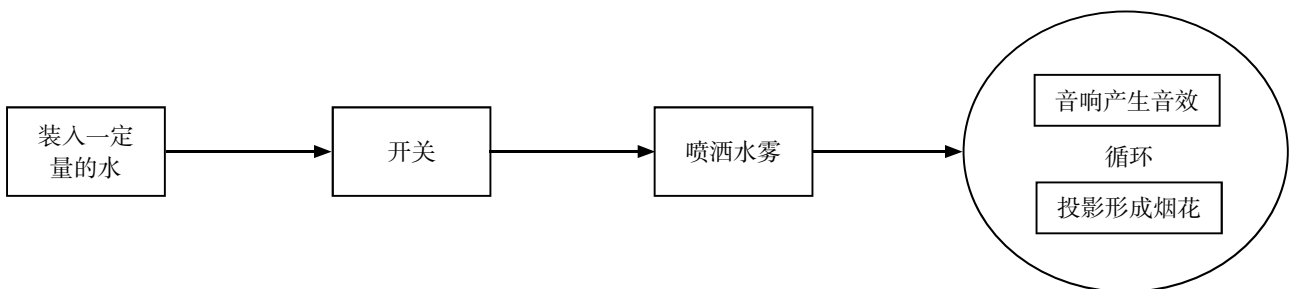 装入一定
量的水
开关
喷洒水雾
音响产生音效
循环
投影形成烟花